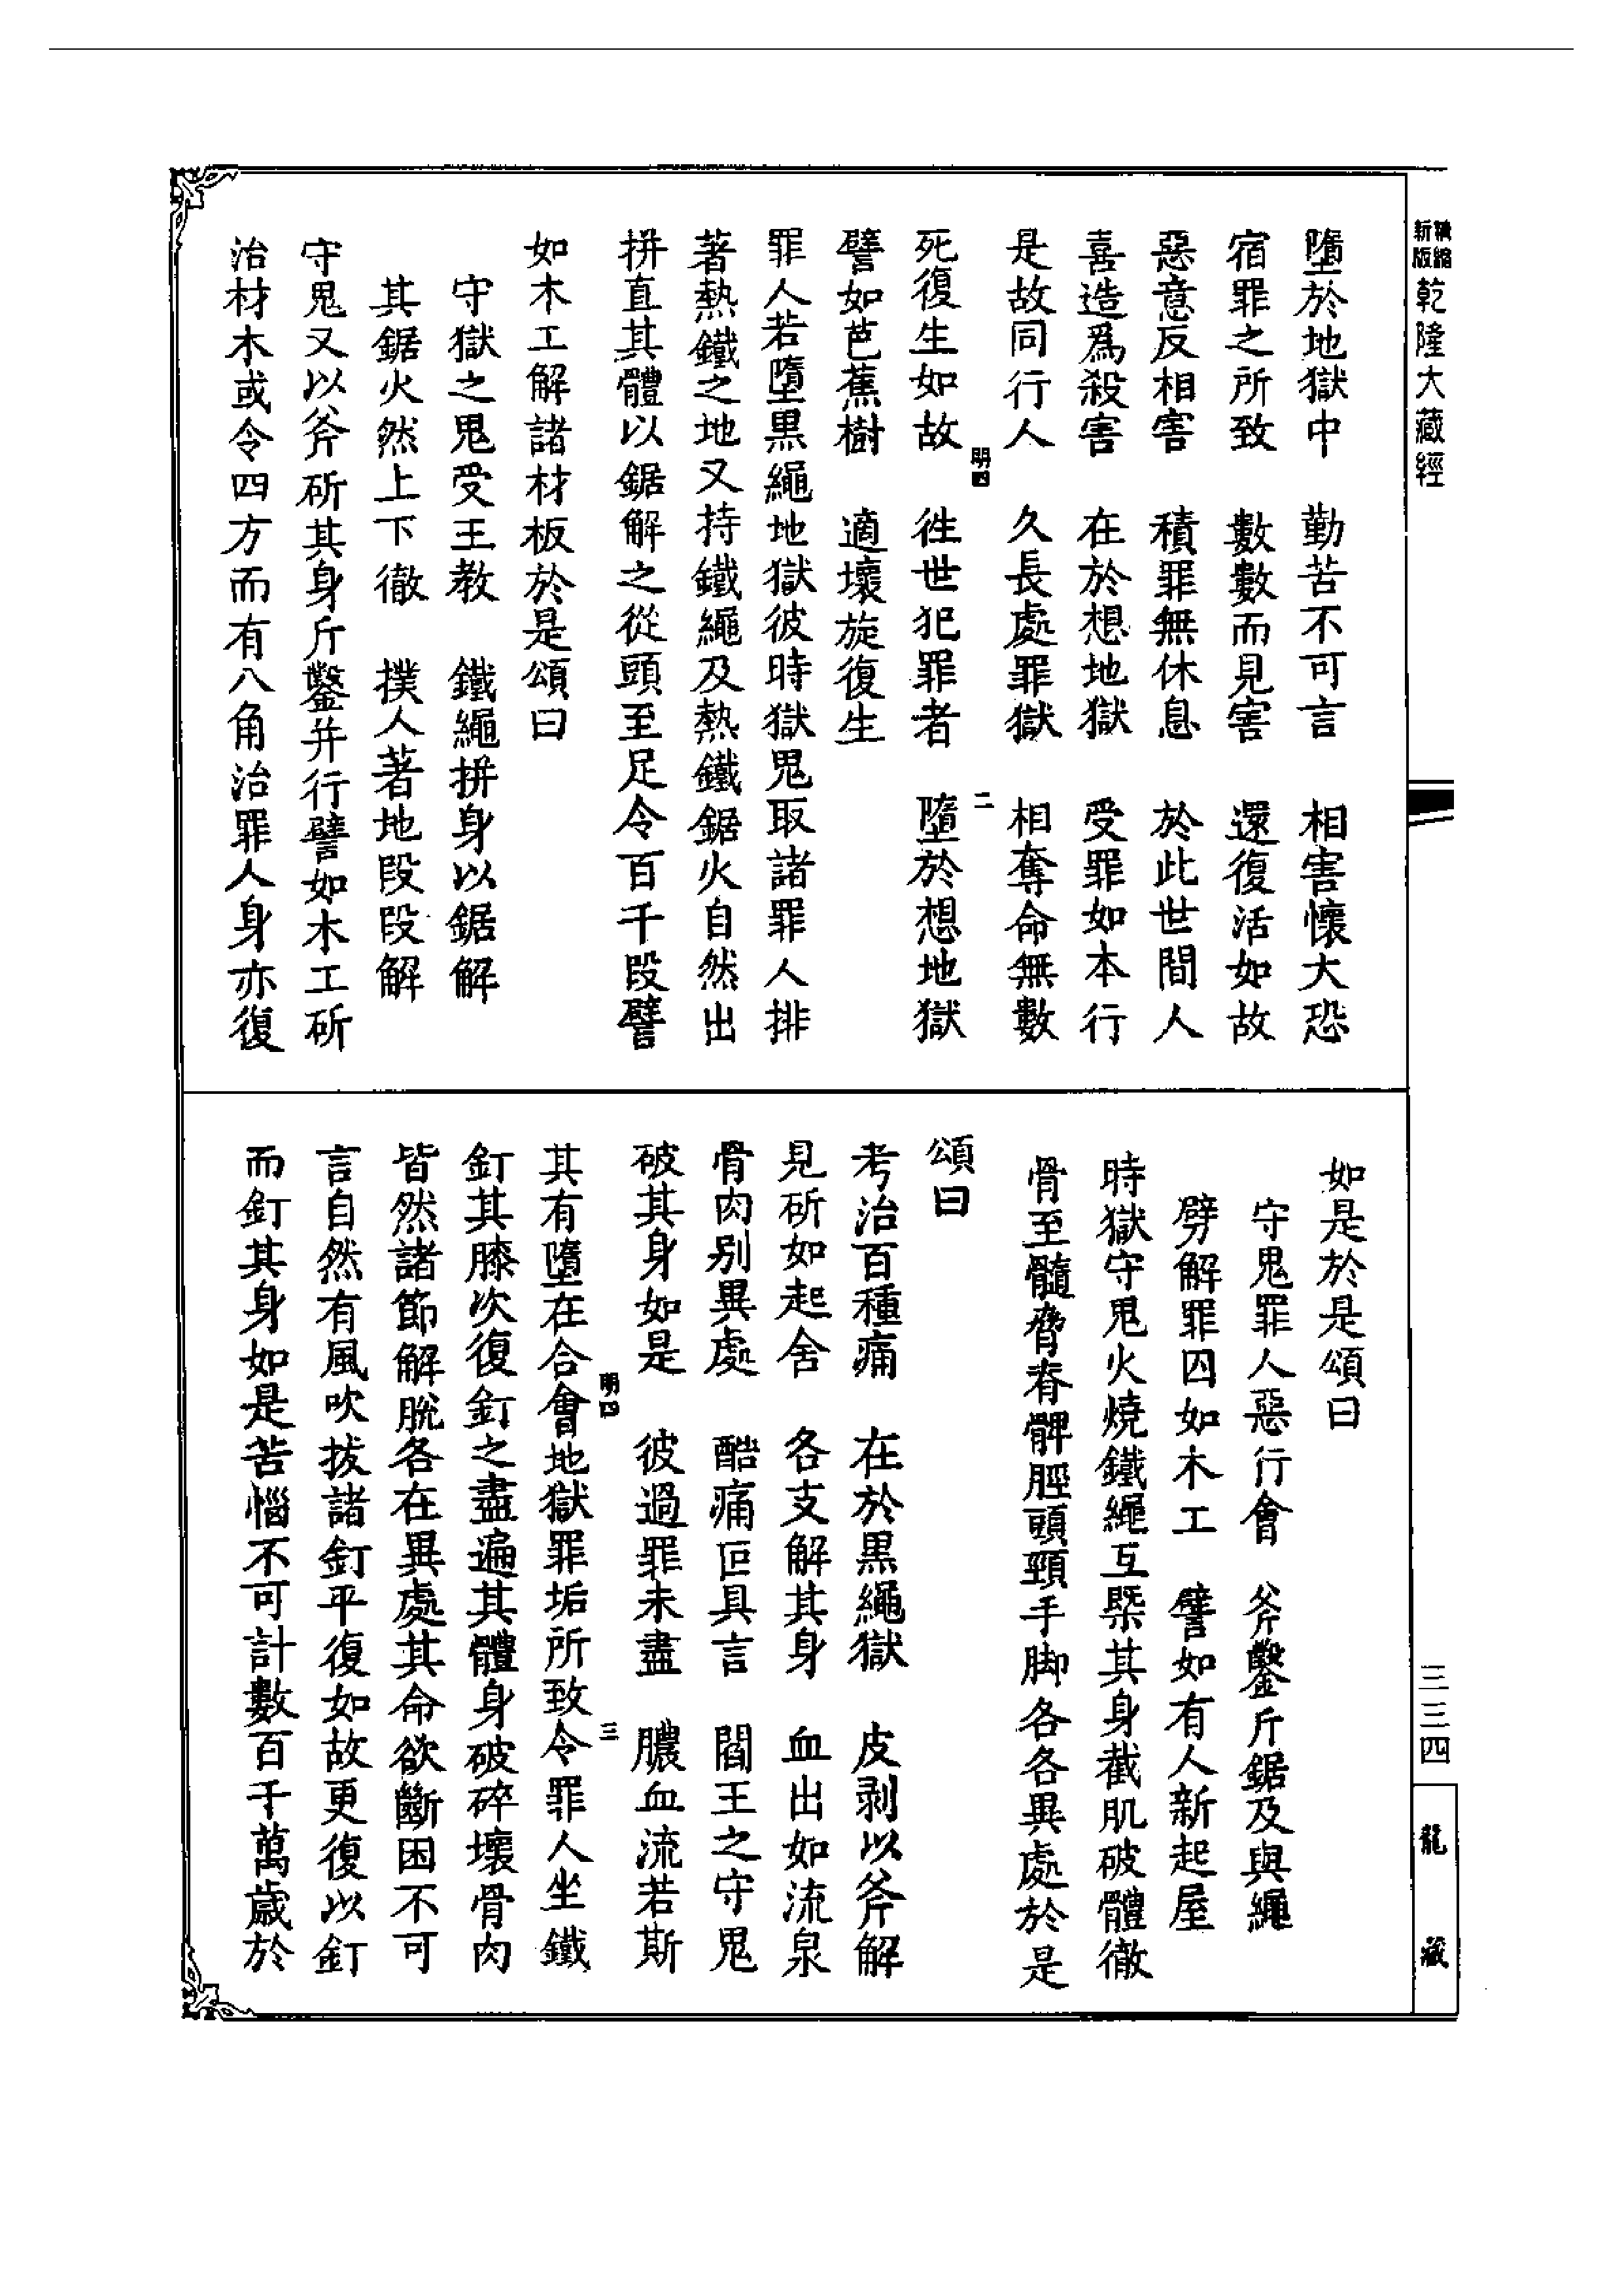 新版精縮乾隆大藏經
墮於地獄中　勤苦不可言　相害懷大恐
宿罪之所致　數數而見害　還復活如故
惡意反相害　積罪無休息　於此世間人
喜造爲殺害　在於想地獄　受罪如本行
是故同行人　久長處罪獄　相奪命無數
明四　二
死復生如故　徃世犯罪者　墮於想地獄
譬如芭蕉樹　適壞旋復生
罪人若墮黒繩地獄彼時獄鬼取諸罪人排
著熱鐵之地又持鐵繩及熱鐵鋸火自然出
拼直其體以鋸解之從頭至足令百千段譬
如木工解諸材板於是頌曰
守獄之鬼受王教　鐵繩拼身以鋸解
其鋸火然上下徹　撲人著地段段解
守鬼又以斧斫其身斤鑿并行譬如木工斫
治材木或令四方而有八角治罪人身亦復
如是於是頌曰
守鬼罪人惡行會　斧鑿斤鋸及與繩
劈解罪囚如木工　譬如有人新起屋
時獄守鬼火燒鐵繩互槩其身截肌破體徹
骨至髓脅脊髀脛頭頸手脚各各異處於是
頌曰
考治百種痛　在於黒繩獄　皮剥以斧解
見斫如起舍　各支解其身　血出如流泉
骨肉别異處　酷痛叵具言　閻王之守鬼
破其身如是　彼過罪未盡　膿血流若斯
明四　三
其有墮在合會地獄罪垢所致令罪人坐鐵
釘其膝次復釘之盡遍其體身破碎壞骨肉
皆然諸節解脫各在異處其命欲斷困不可
言自然有風吹拔諸釘平復如故更復以釘
而釘其身如是苦惱不可計數百千萬歲於
三三四
龍藏